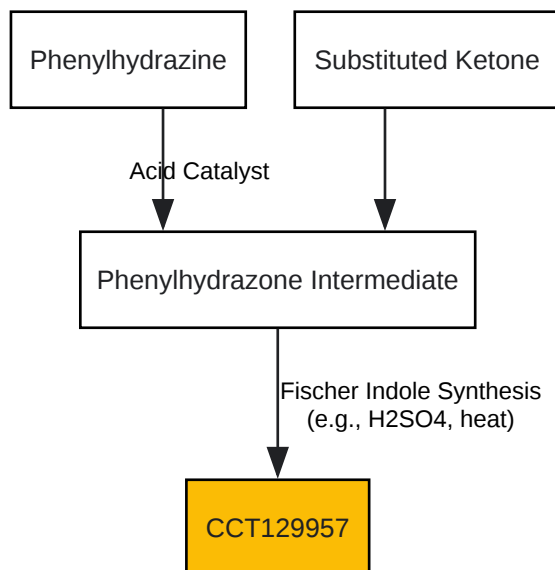 Phenylhydrazine
Substituted Ketone
Acid Catalyst
Phenylhydrazone Intermediate
Fischer Indole Synthesis
(e.g., H2SO4, heat)
CCT129957